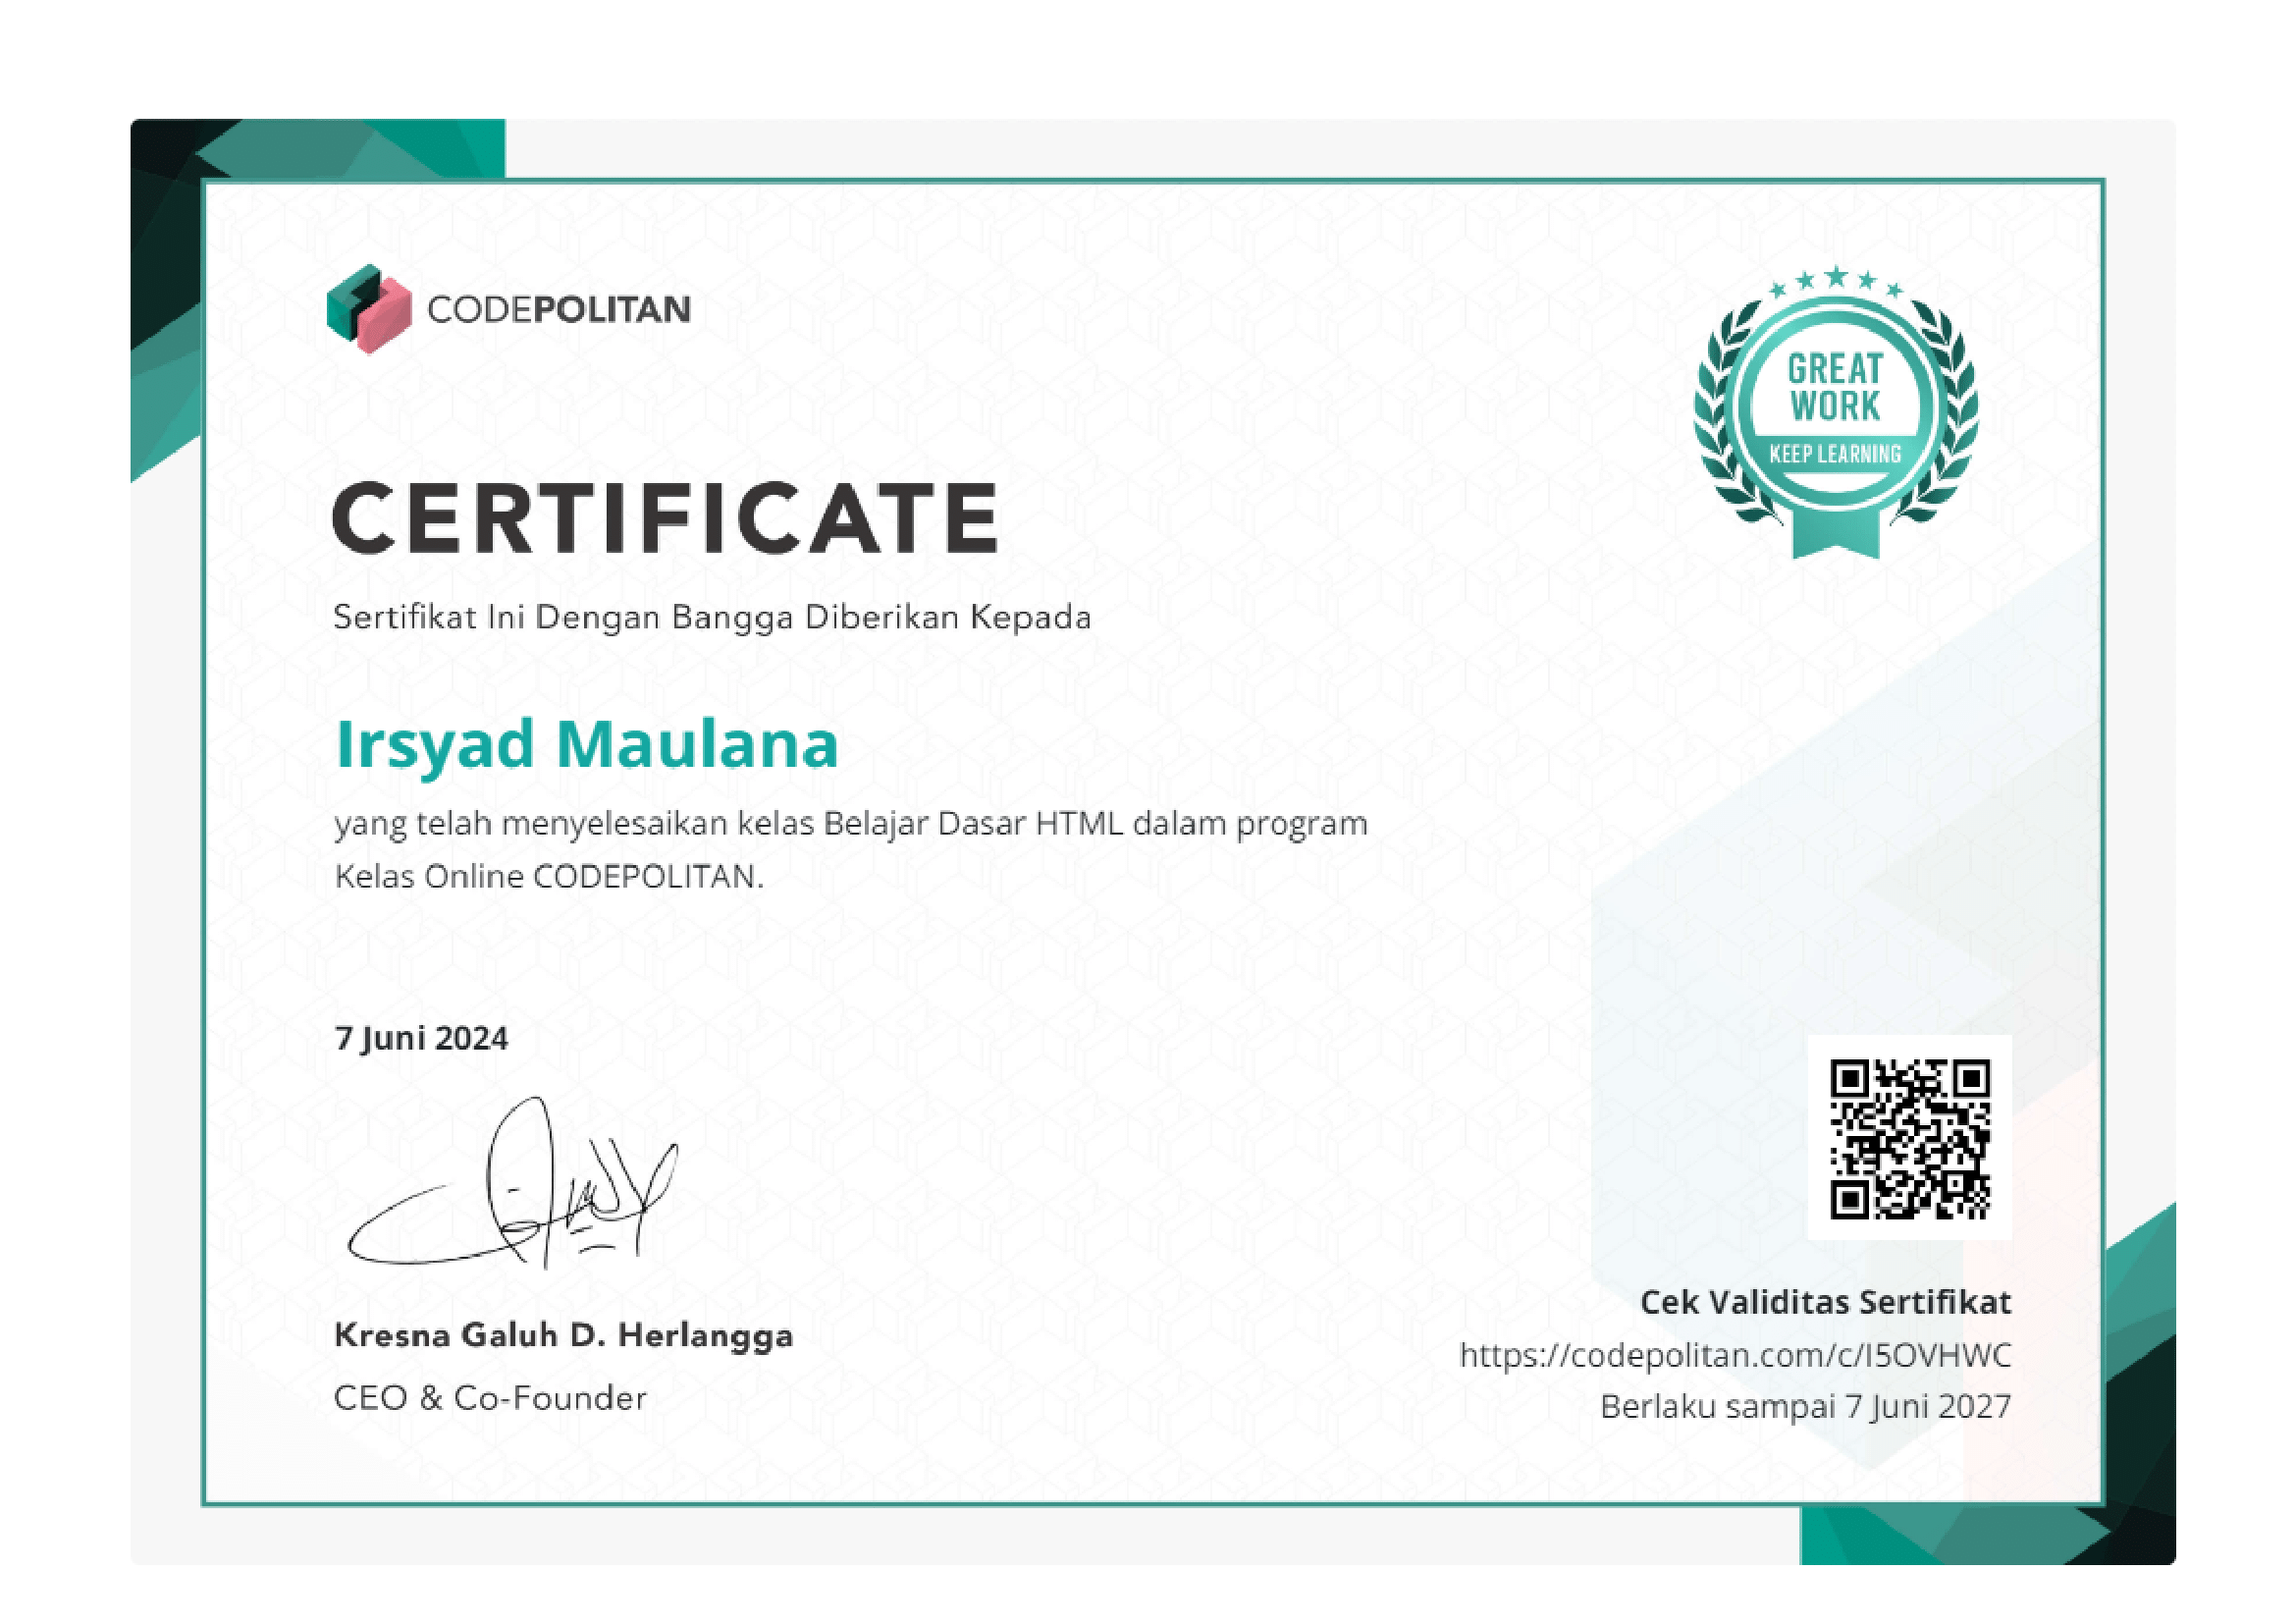 CODEPOLITAN
GREAT
WORK
KEEP LEARNING
CERTIFICATE
Sertifikat Ini Dengan Bangga Diberikan Kepada
Irsyad Maulana
yang telah menyelesaikan kelas Belajar Dasar HTML dalam program
Kelas Online CODEPOLITAN.
7 Juni 2024
Kresna Galuh D. Herlangga
CEO & Co-Founder
Cek Validitas Sertifikat
https://codepolitan.com/c/I5OVHWC
Berlaku sampai 7 Juni 2027